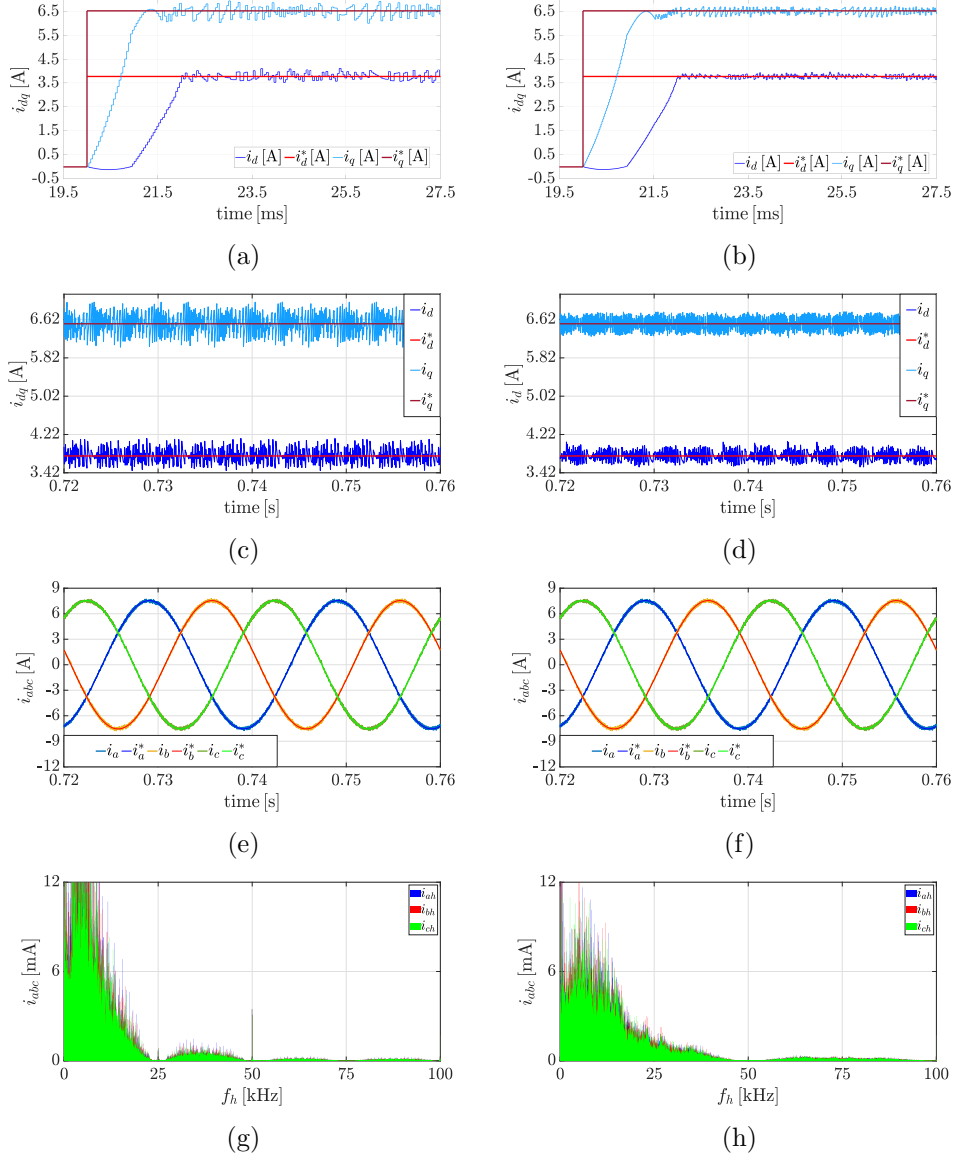 6.5
5.5
4.5
3.5
2.5
1.5
0.5
-0.5
i_dq [A]
i_d [A] i_d^* [A] i_q [A] i_q^* [A]
19.5 21.5 23.5 25.5 27.5
time [ms]
(a)
6.5
5.5
4.5
3.5
2.5
1.5
0.5
-0.5
i_dq [A]
i_d [A] i_d^* [A] i_q [A] i_q^* [A]
19.5 21.5 23.5 25.5 27.5
time [ms]
(b)
6.62
5.82
5.02
4.22
3.42
i_dq [A]
i_d
i_d^*
i_q
i_q^*
0.72 0.73 0.74 0.75 0.76
time [s]
(c)
6.62
5.82
5.02
4.22
3.42
i_d [A]
i_d
i_d^*
i_q
i_q^*
0.72 0.73 0.74 0.75 0.76
time [s]
(d)
9
6
3
0
-3
-6
-9
-12
i_abc [A]
i_a i_a^* i_b i_b^* i_c i_c^*
0.72 0.73 0.74 0.75 0.76
time [s]
(e)
9
6
3
0
-3
-6
-9
-12
i_abc [A]
i_a i_a^* i_b i_b^* i_c i_c^*
0.72 0.73 0.74 0.75 0.76
time [s]
(f)
12
6
0
i_abc [mA]
i_ah
i_bh
i_ch
0 25 50 75 100
f_h [kHz]
(g)
12
6
0
i_abc [mA]
i_ah
i_bh
i_ch
0 25 50 75 100
f_h [kHz]
(h)